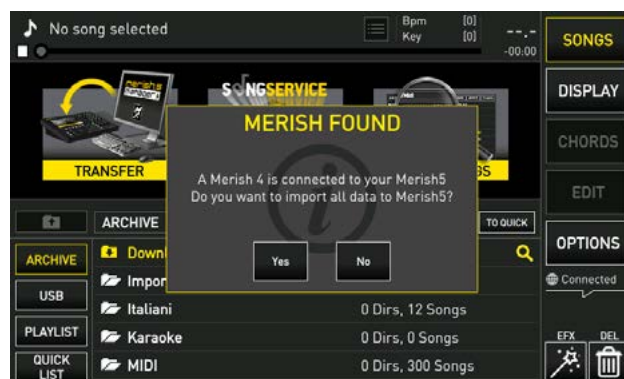 No song selected
Bpm [0]
Key [0]
--.-
-00:00
SONGS
DISPLAY
CHORDS
EDIT
OPTIONS
Connected
EFX DEL
SONGSERVICE
TRANSFER
MERISH FOUND
A Merish 4 is connected to your Merish5
Do you want to import all data to Merish5?
Yes No
ARCHIVE
TO QUICK
ARCHIVE
USB
PLAYLIST
QUICK
LIST
Downl
Impor
Italiani 0 Dirs, 12 Songs
Karaoke 0 Dirs, 0 Songs
MIDI 0 Dirs, 300 Songs